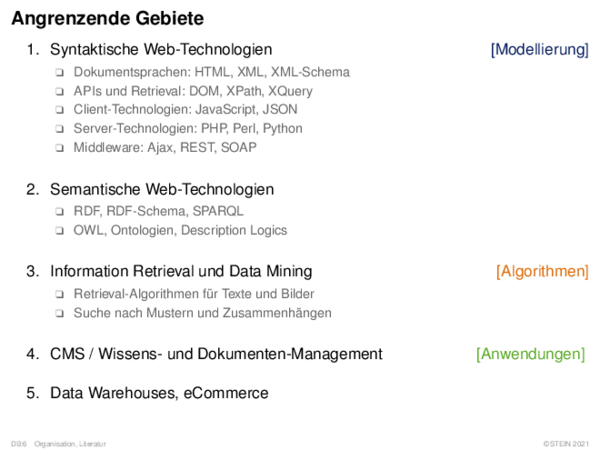 Angrenzende Gebiete
1. Syntaktische Web-Technologien [Modellierung]
❑ Dokumentsprachen: HTML, XML, XML-Schema
❑ APIs und Retrieval: DOM, XPath, XQuery
❑ Client-Technologien: JavaScript, JSON
❑ Server-Technologien: PHP, Perl, Python
❑ Middleware: Ajax, REST, SOAP
2. Semantische Web-Technologien
❑ RDF, RDF-Schema, SPARQL
❑ OWL, Ontologien, Description Logics
3. Information Retrieval und Data Mining [Algorithmen]
❑ Retrieval-Algorithmen für Texte und Bilder
❑ Suche nach Mustern und Zusammenhängen
4. CMS / Wissens- und Dokumenten-Management [Anwendungen]
5. Data Warehouses, eCommerce
DB:6 Organisation, Literatur ©STEIN 2021